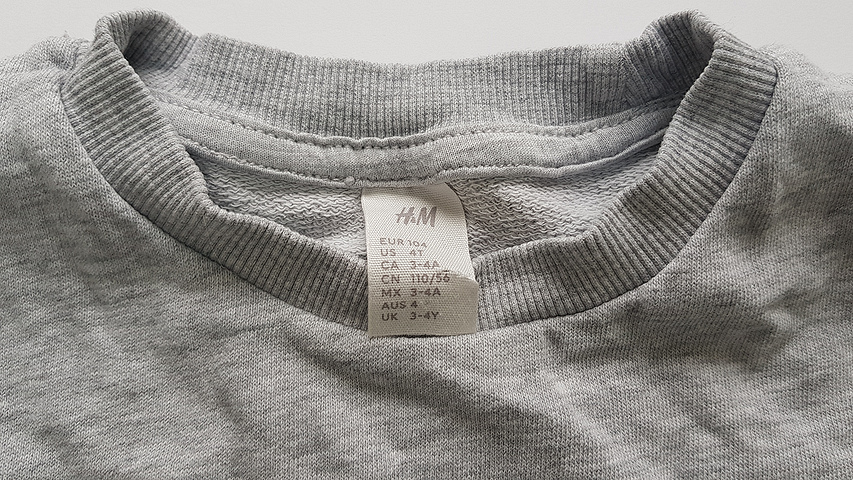 H&M
EUR 104
US 4T
CA 3-4A
CN 110/56
MX 3-4A
AUS 4
UK 3-4Y